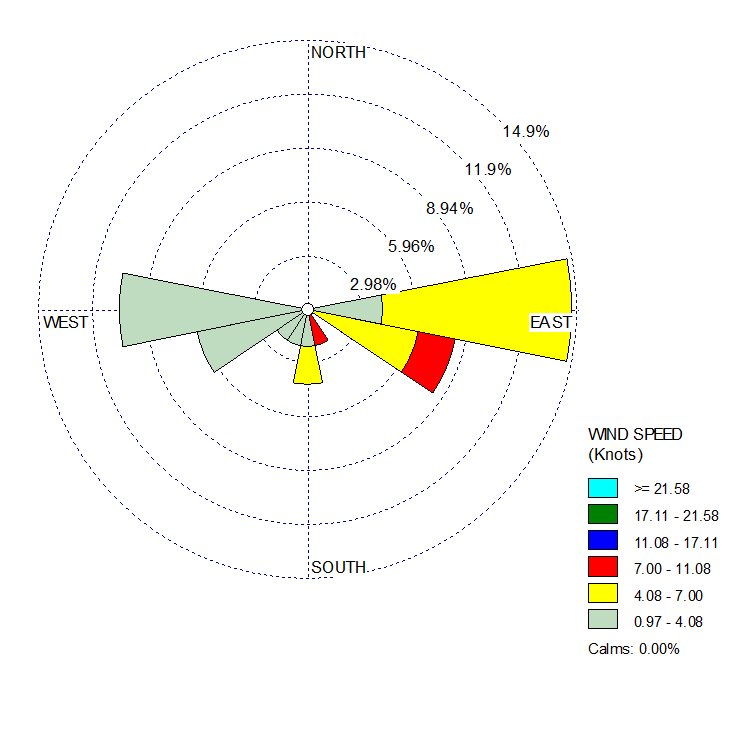 NORTH
14.9%
11.9%
8.94%
5.96%
2.98%
WEST
EAST
SOUTH
WIND SPEED
(Knots)
>= 21.58
17.11 - 21.58
11.08 - 17.11
7.00 - 11.08
4.08 - 7.00
0.97 - 4.08
Calms: 0.00%